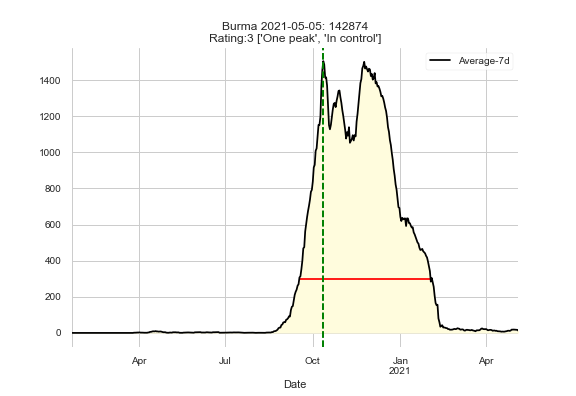 Burma 2021-05-05: 142874
Rating:3 ['One peak', 'In control']
Average-7d
1400
1200
1000
800
600
400
200
0
Apr
Jul
Oct
Jan
2021
Apr
Date